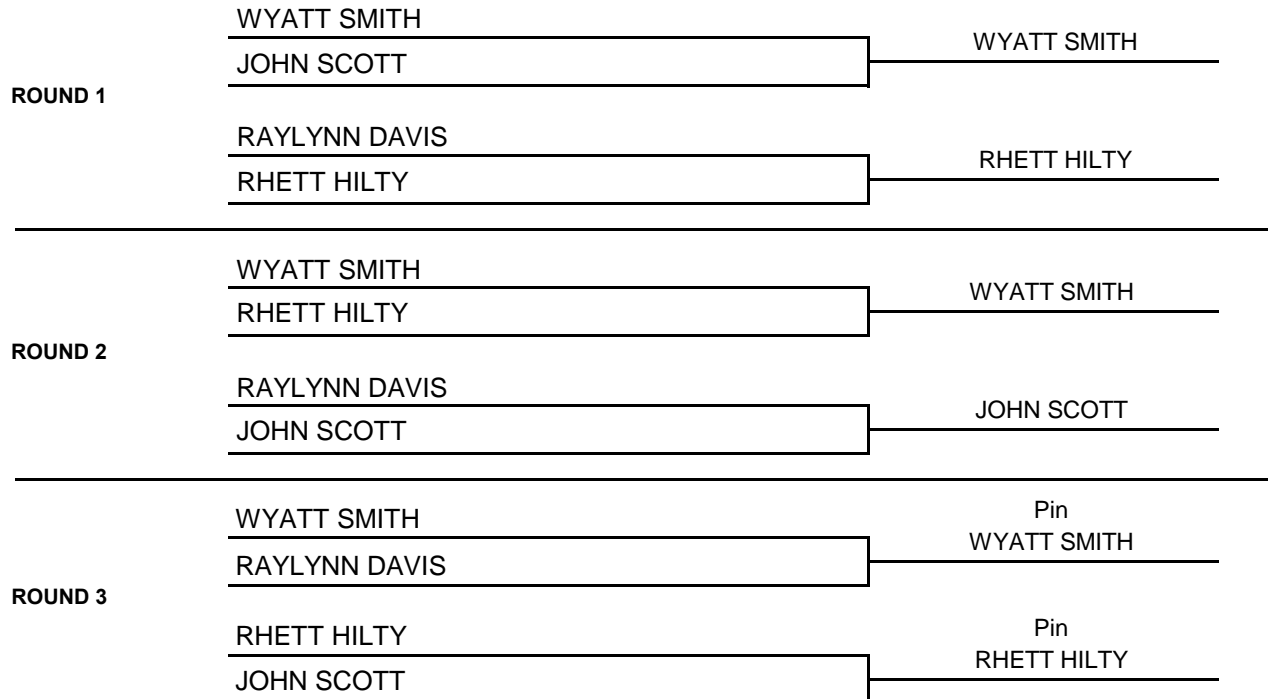 WYATT SMITH
WYATT SMITH
JOHN SCOTT
ROUND 1
RAYLYNN DAVIS
RHETT HILTY
RHETT HILTY
WYATT SMITH
WYATT SMITH
RHETT HILTY
ROUND 2
RAYLYNN DAVIS
JOHN SCOTT
JOHN SCOTT
Pin
WYATT SMITH
WYATT SMITH
RAYLYNN DAVIS
ROUND 3
Pin
RHETT HILTY
RHETT HILTY
JOHN SCOTT